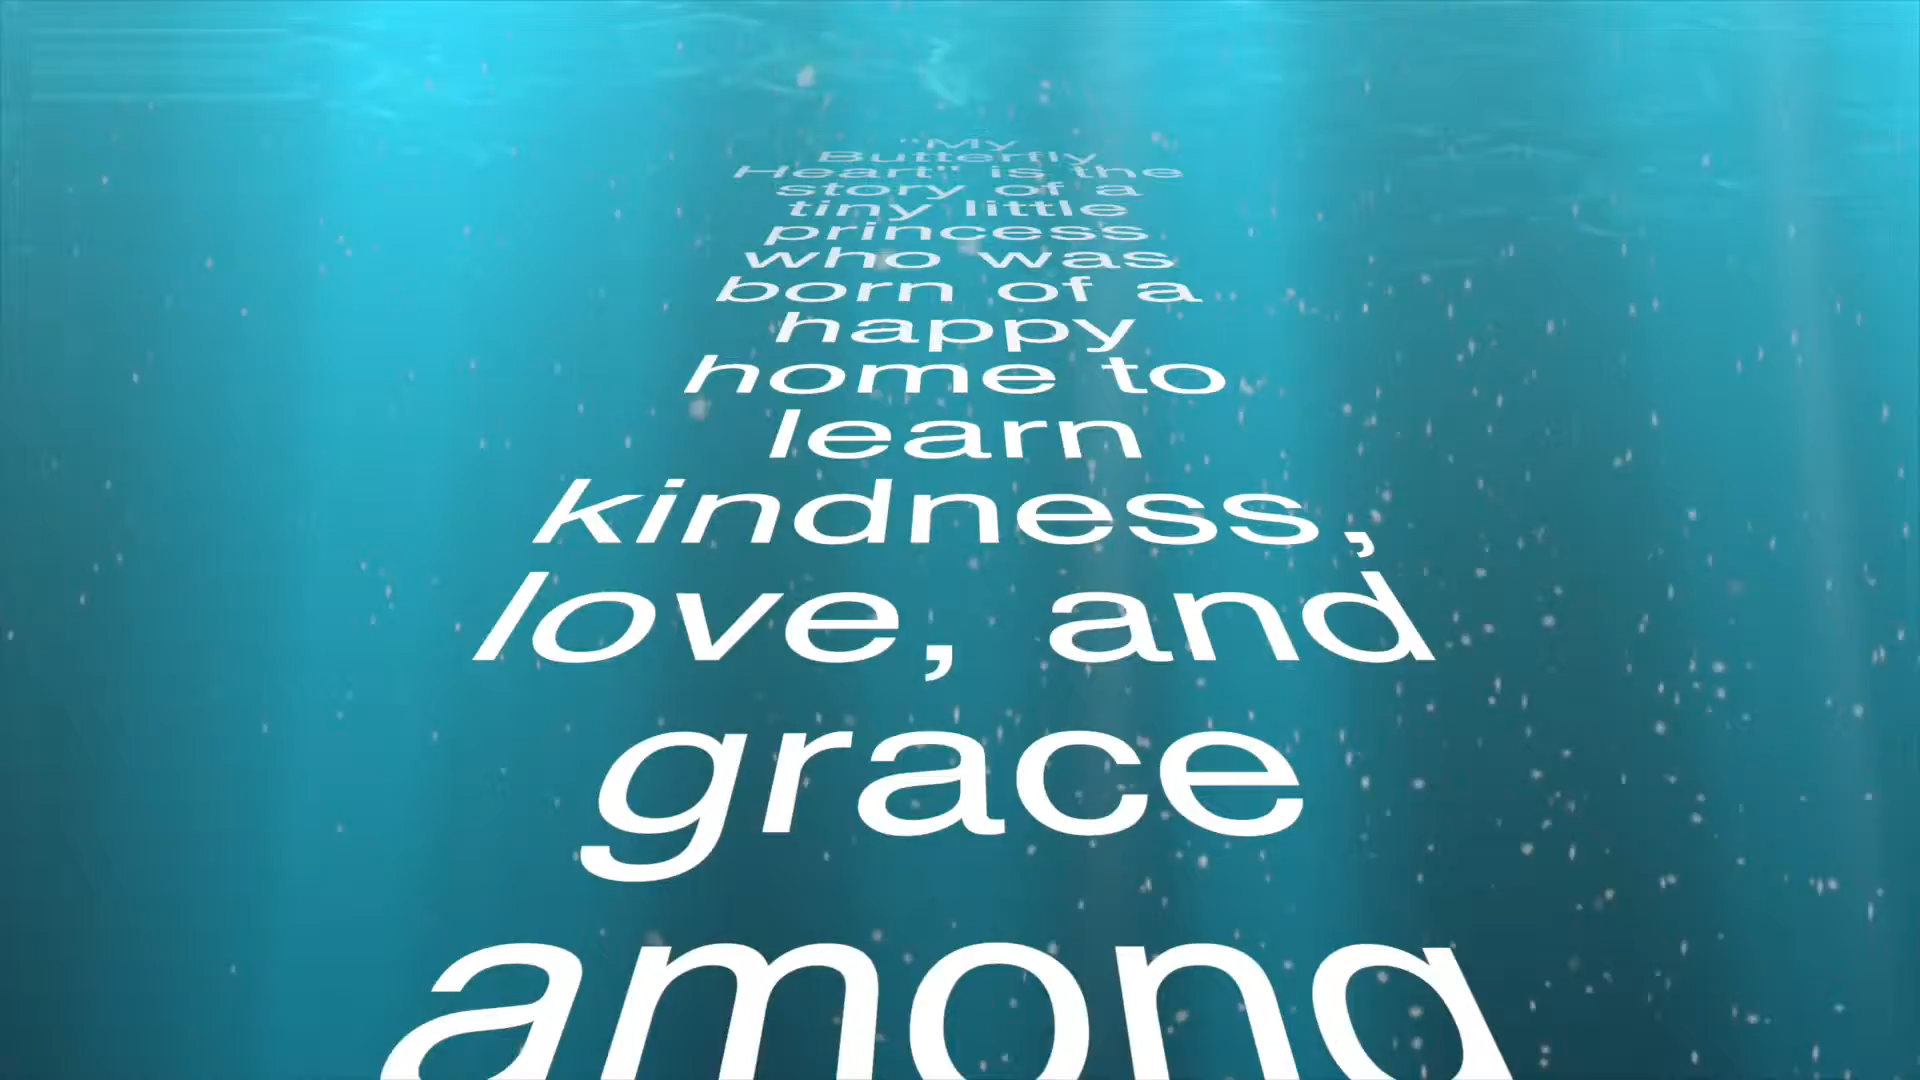 "My
Butterfly
Heart" is the
story of a
tiny little
princess
who was
born of a
happy
home to
learn
kindness,
love, and
grace
among